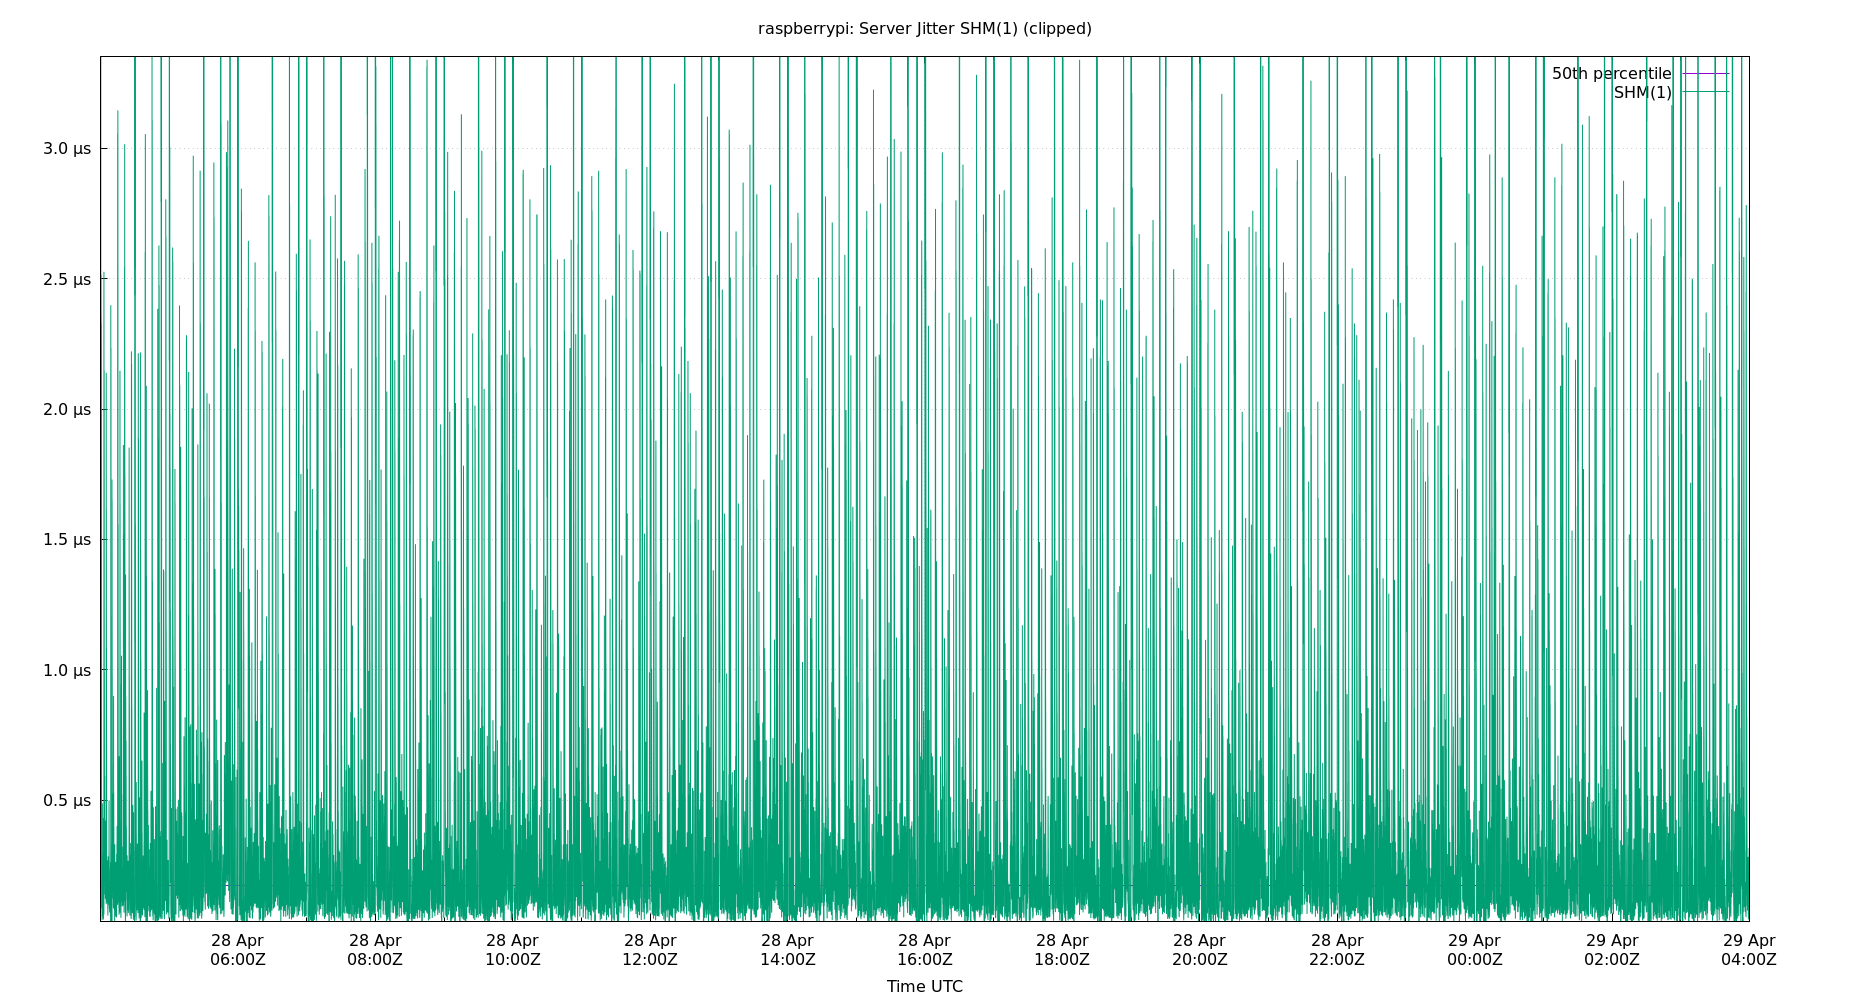 raspberrypi: Server Jitter SHM(1) (clipped)
50th percentile
SHM(1)
3.0 µs
2.5 µs
2.0 µs
1.5 µs
1.0 µs
0.5 µs
28 Apr 28 Apr 28 Apr 28 Apr 28 Apr 28 Apr 28 Apr 28 Apr 28 Apr 29 Apr 29 Apr 29 Apr
06:00Z 08:00Z 10:00Z 12:00Z 14:00Z 16:00Z 18:00Z 20:00Z 22:00Z 00:00Z 02:00Z 04:00Z
Time UTC